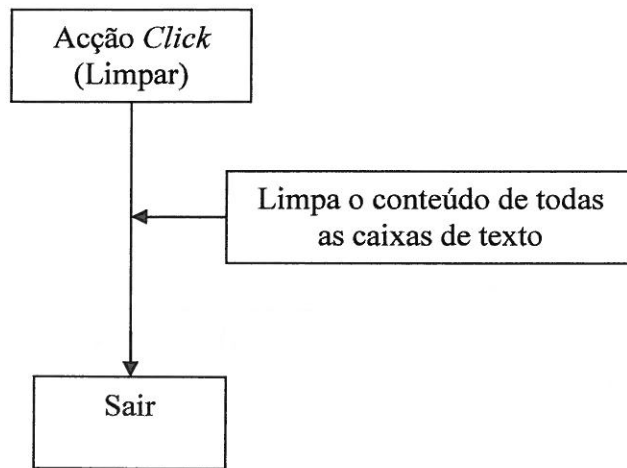 Acção Click
(Limpar)
Limpa o conteúdo de todas
as caixas de texto
Sair